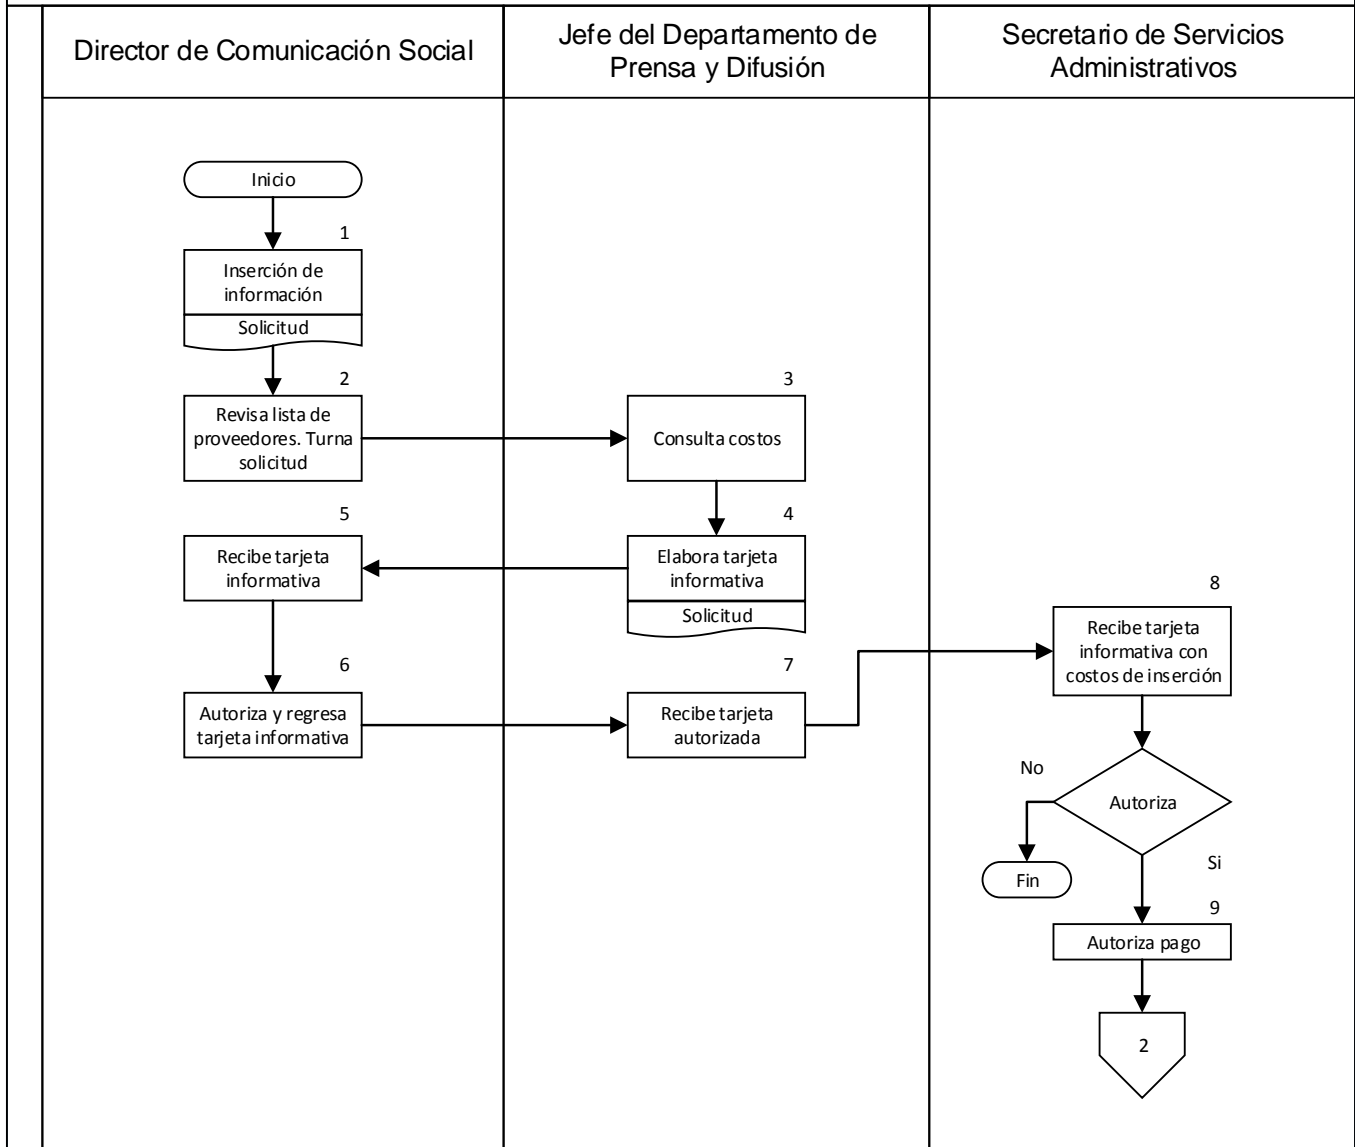 Director de Comunicación Social
Jefe del Departamento de
Prensa y Difusión
Secretario de Servicios
Administrativos
Inicio
1
Inserción de
información
Solicitud
2
Revisa lista de
proveedores. Turna
solicitud
3
Consulta costos
4
Elabora tarjeta
informativa
Solicitud
5
Recibe tarjeta
informativa
6
Autoriza y regresa
tarjeta informativa
7
Recibe tarjeta
autorizada
8
Recibe tarjeta
informativa con
costos de inserción
Autoriza
No
Fin
Si
9
Autoriza pago
2